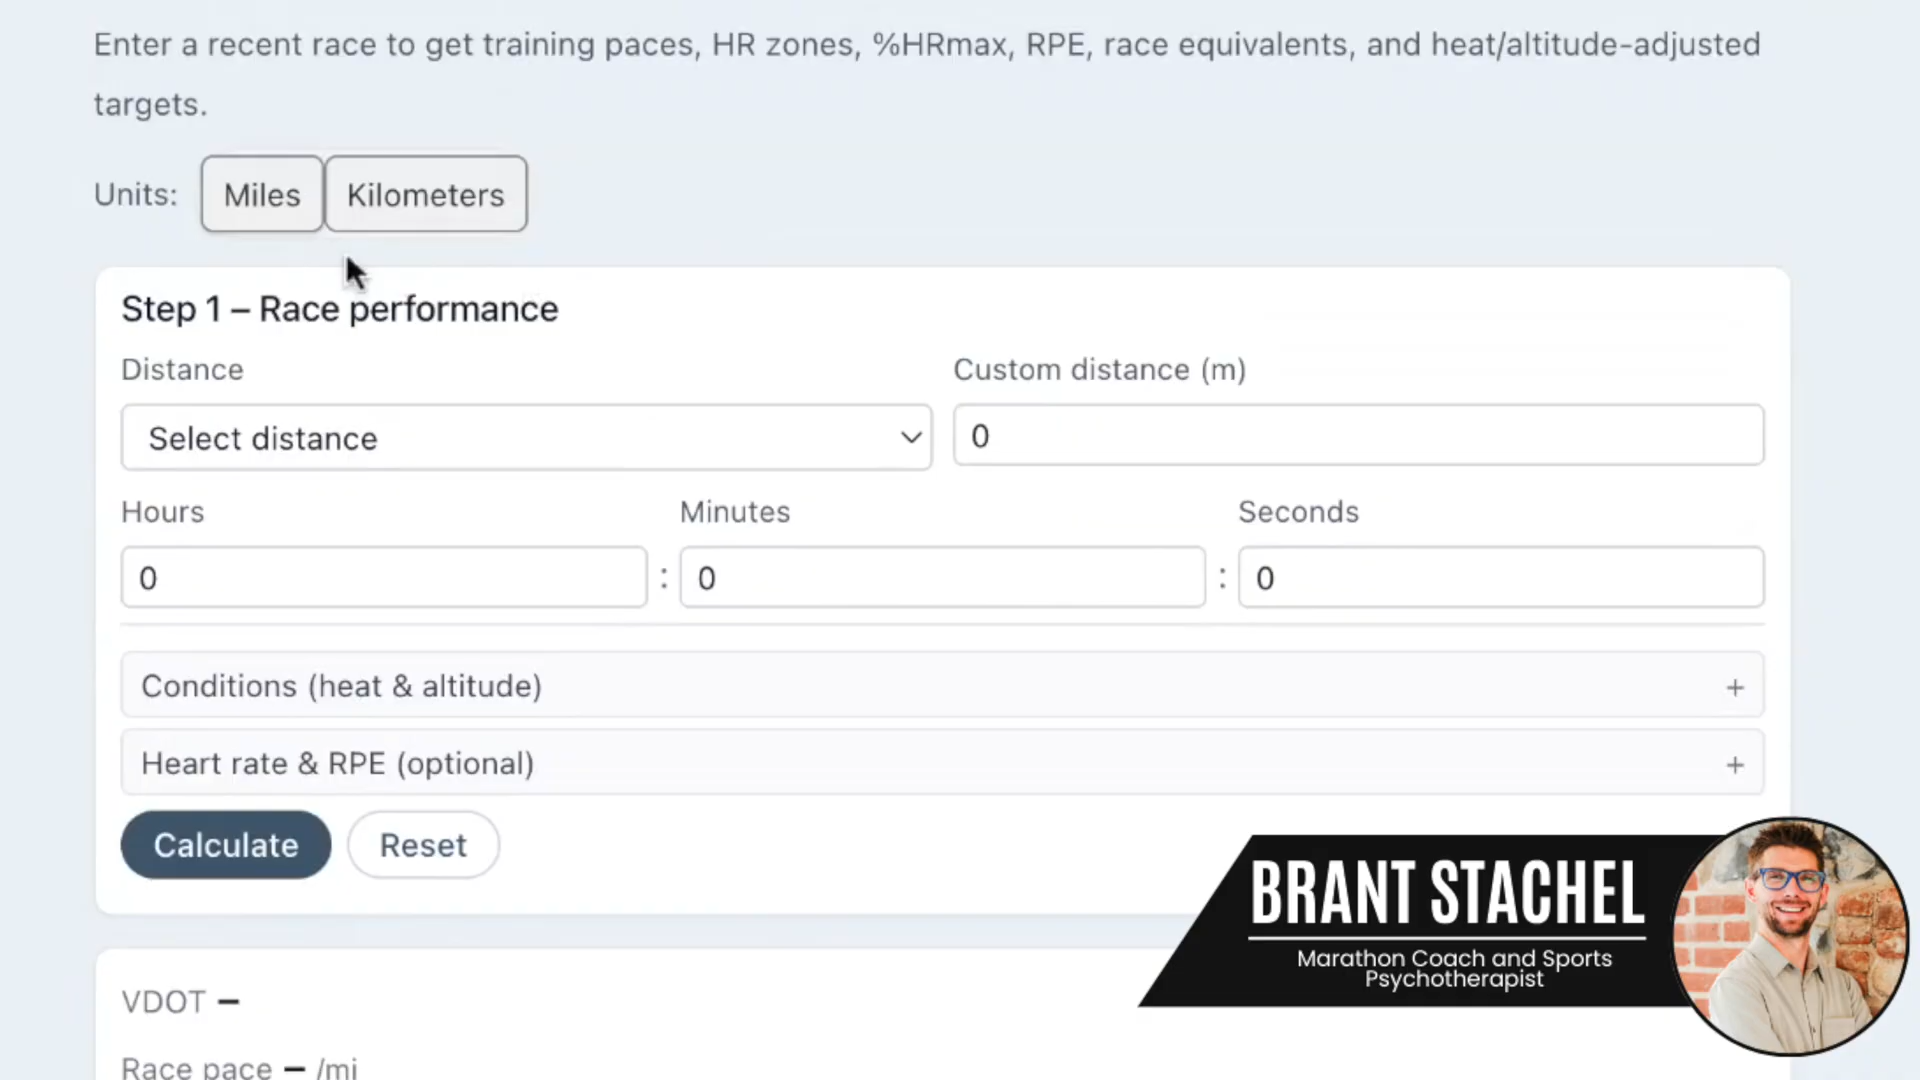 Enter a recent race to get training paces, HR zones, %HRmax, RPE, race equivalents, and heat/altitude-adjusted
targets.
Units: Miles Kilometers
Step 1 – Race performance
Distance Custom distance (m)
Select distance 0
Hours Minutes Seconds
0 : 0 : 0
Conditions (heat & altitude) +
Heart rate & RPE (optional) +
Calculate Reset
BRANT STACHEL
Marathon Coach and Sports
Psychotherapist
VDOT –
Race pace – /mi